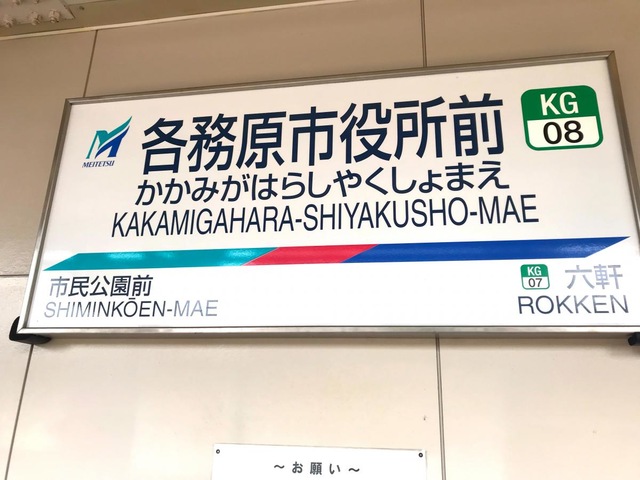 MEITETSU
各務原市役所前
かかみがはらしやくしょまえ
KAKAMIGAHARA-SHIYAKUSHO-MAE
KG
08
市民公園前
SHIMINKŌEN-MAE
KG
07
六軒
ROKKEN
～お願い～